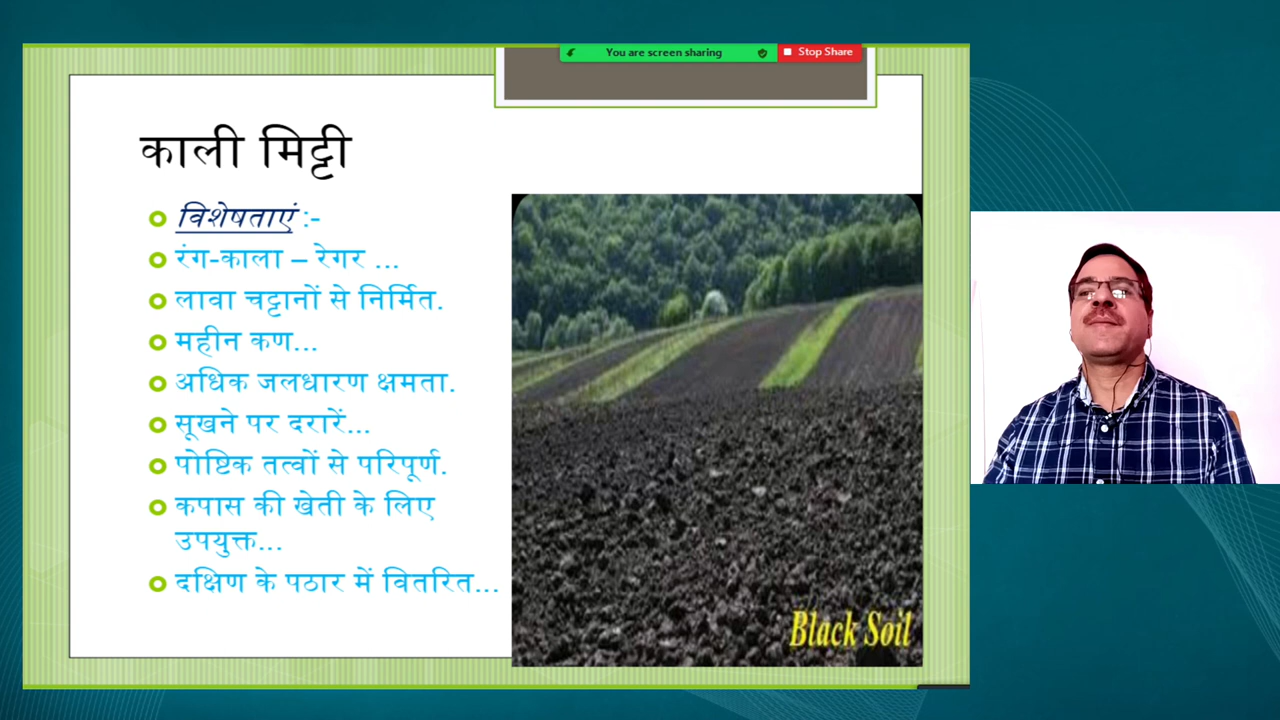 You are screen sharing
Stop Share
काली मिट्टी
विशेषताएं :-
रंग-काला – रेगर ...
लावा चट्टानों से निर्मित.
महीन कण...
अधिक जलधारण क्षमता.
सूखने पर दरारें...
पोष्टिक तत्वों से परिपूर्ण.
कपास की खेती के लिए
उपयुक्त...
दक्षिण के पठार में वितरित...
Black Soil